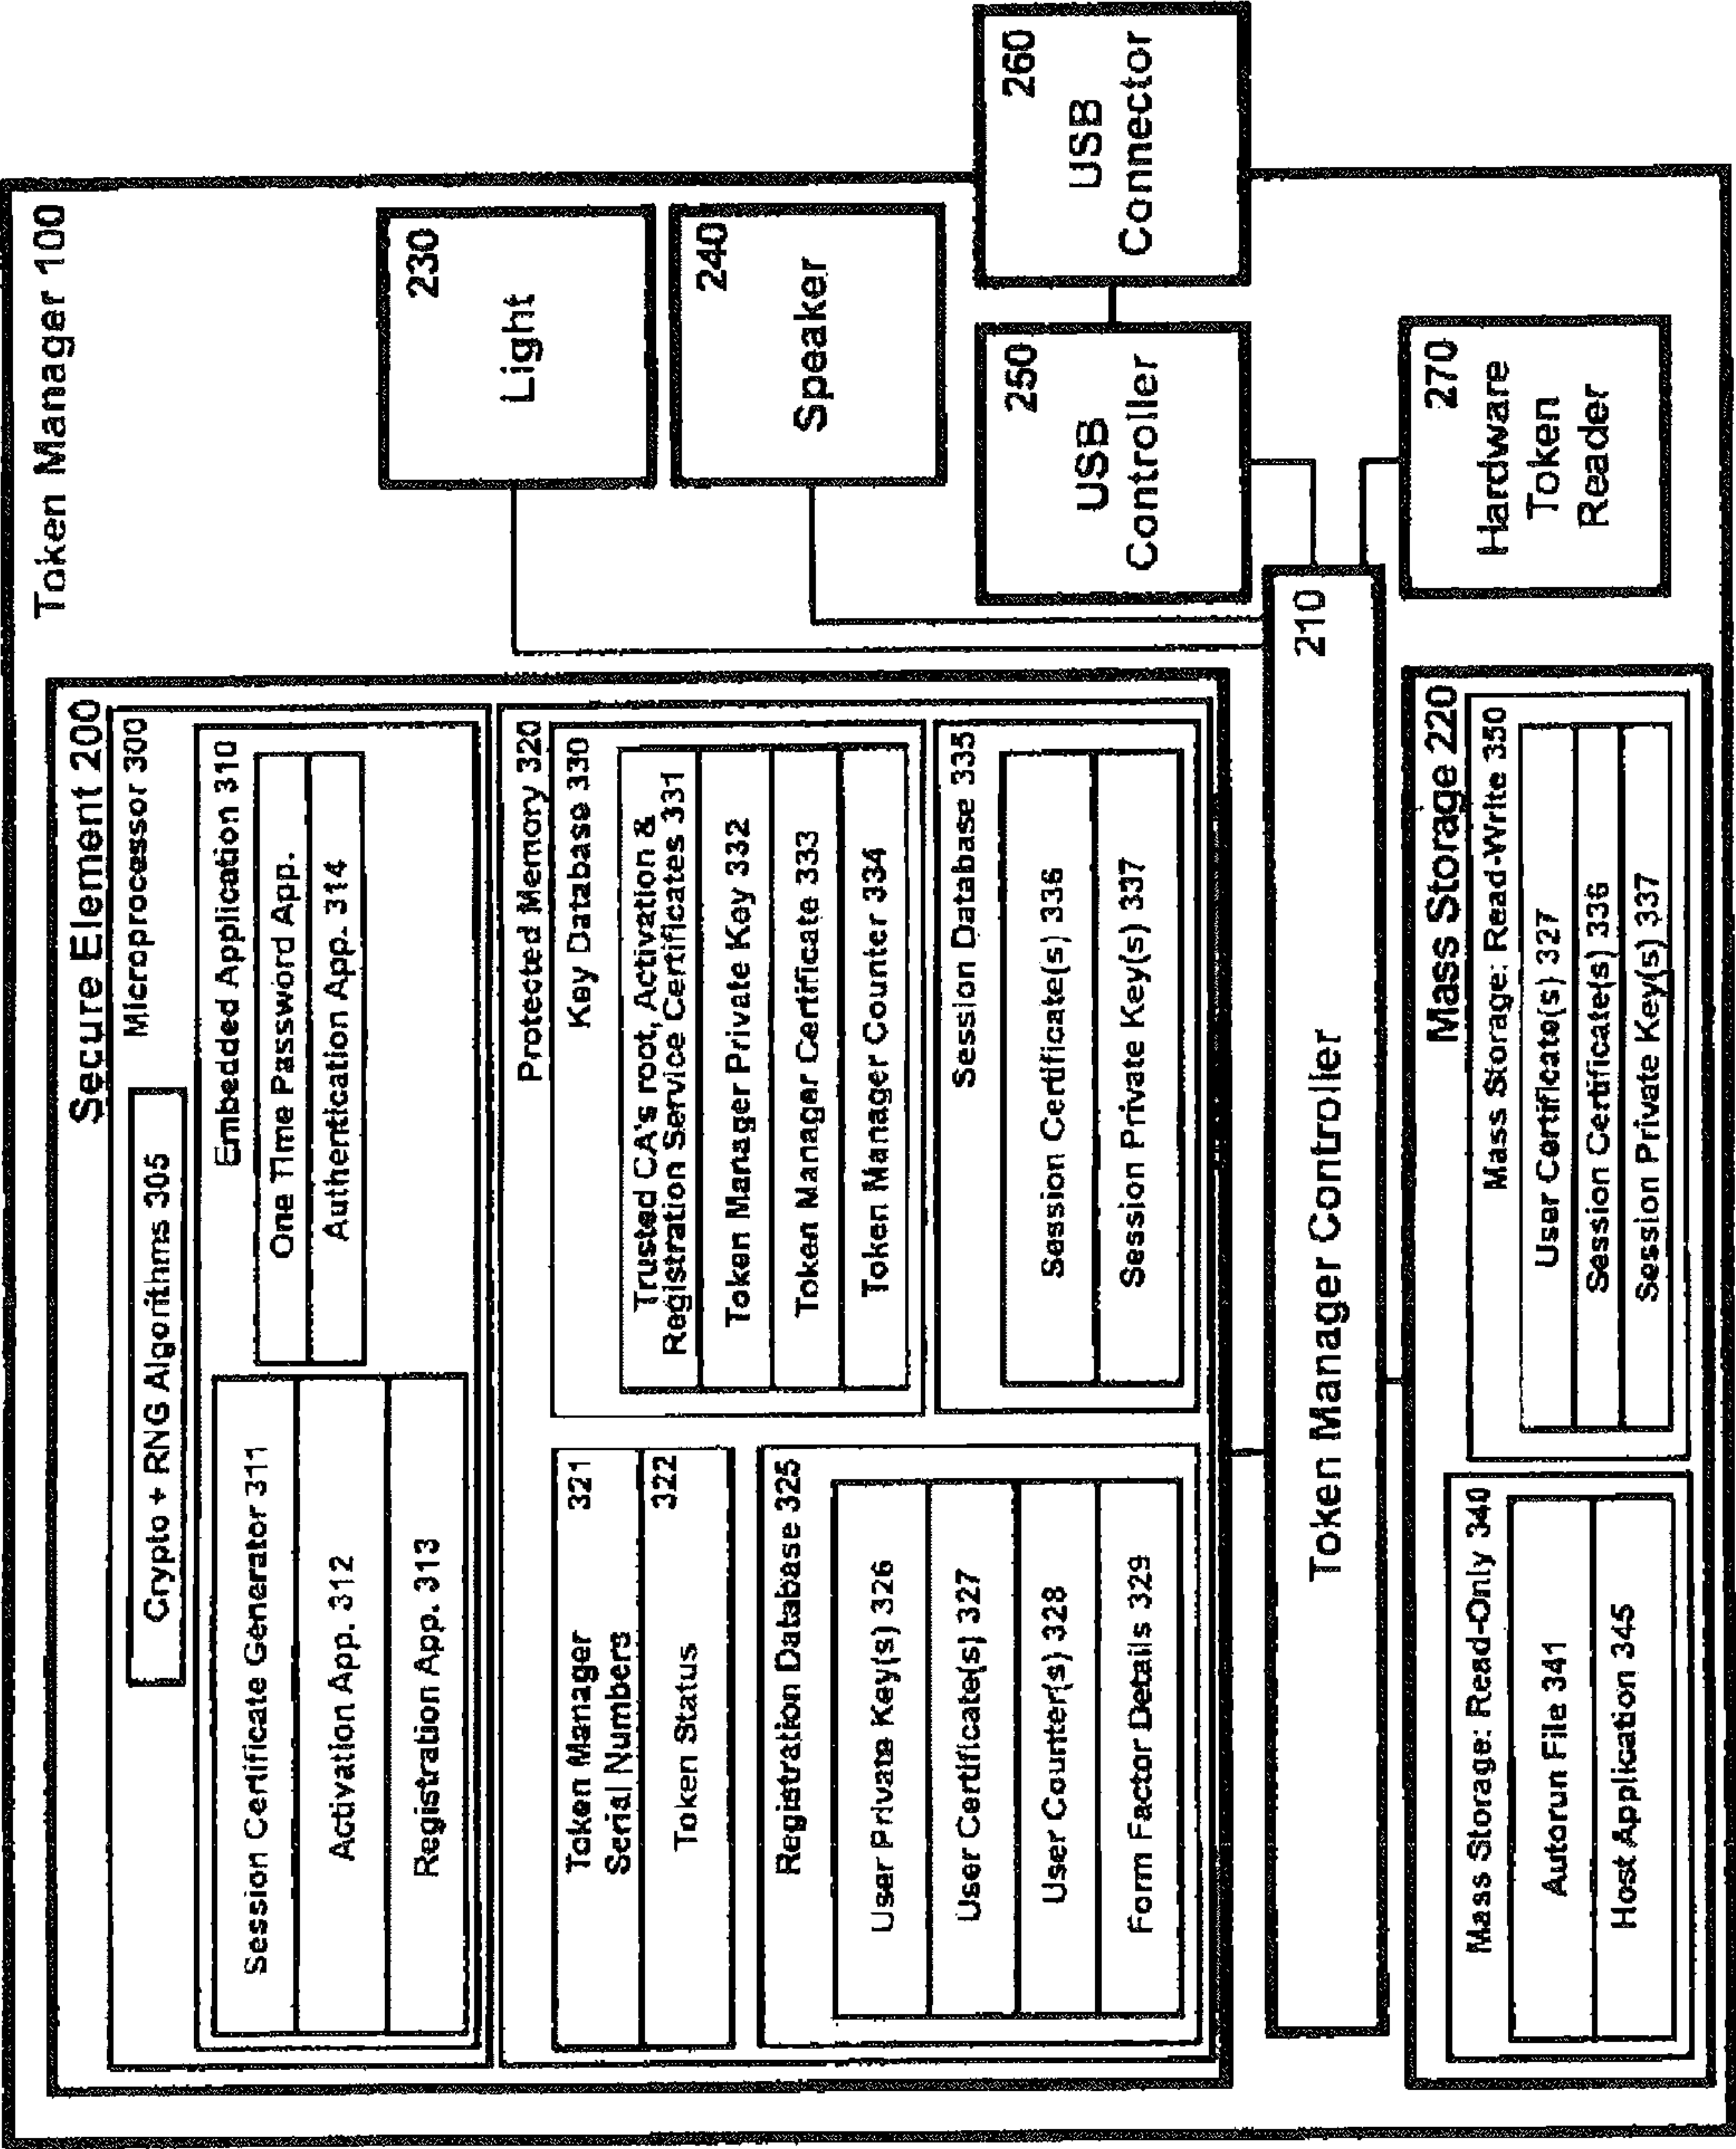 Token Manager 100
Secure Element 200
Microprocessor 300
Crypto + RNG Algorithms 305
Embedded Application 310
Session Certificate Generator 311
Activation App. 312
Registration App. 313
One Time Password App.
Authentication App. 314
Protected Memory 320
Token Manager 321
Serial Numbers
Token Status 322
Key Database 330
Trusted CA's root, Activation &
Registration Service Certificates 331
Token Manager Private Key 332
Token Manager Certificate 333
Token Manager Counter 334
Registration Database 325
User Private Key(s) 326
User Certificate(s) 327
User Counter(s) 328
Form Factor Details 329
Session Database 335
Session Certificate(s) 336
Session Private Key(s) 337
230
Light
240
Speaker
250
USB
Controller
260
USB
Connector
210
Token Manager Controller
270
Hardware
Token
Reader
Mass Storage 220
Mass Storage: Read-Only 340
Autorun File 341
Host Application 345
Mass Storage: Read-Write 350
User Certificate(s) 327
Session Certificate(s) 336
Session Private Key(s) 337